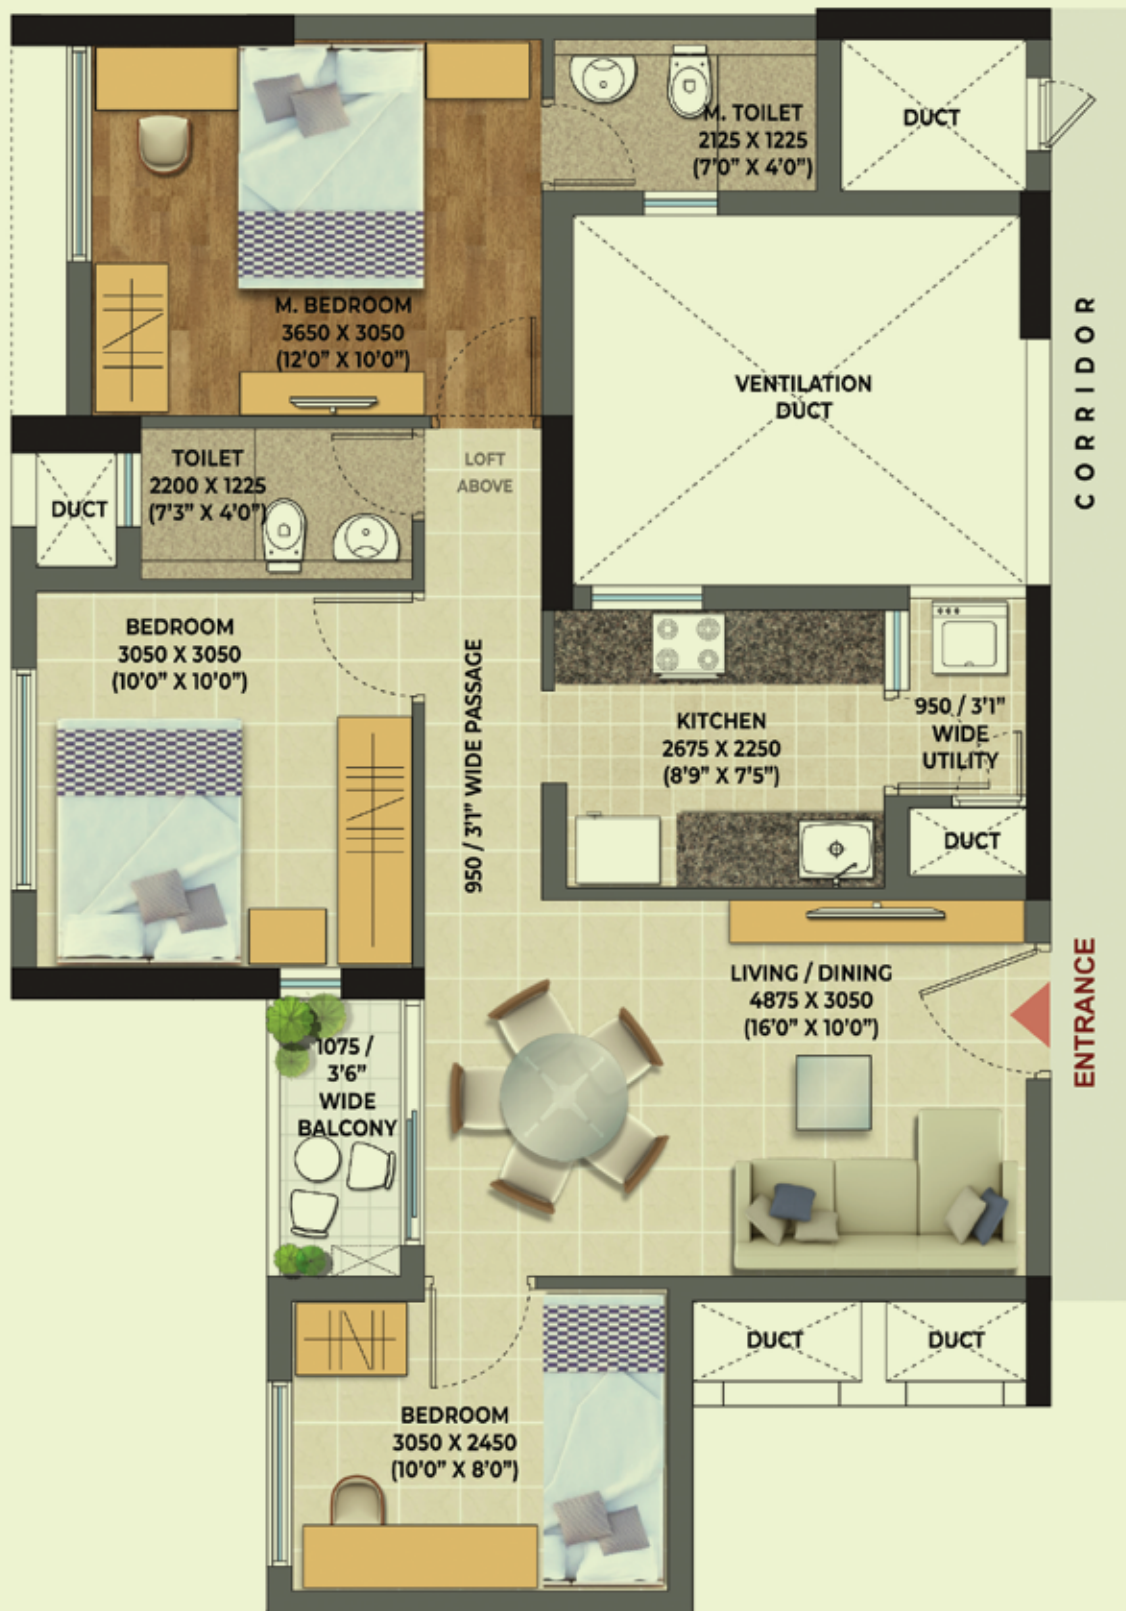 M. TOILET
2125 X 1225
(7'0" X 4'0")
DUCT
M. BEDROOM
3650 X 3050
(12'0" X 10'0")
VENTILATION
DUCT
CORRIDOR
TOILET
2200 X 1225
(7'3" X 4'0")
LOFT
ABOVE
DUCT
BEDROOM
3050 X 3050
(10'0" X 10'0")
950 / 3'1" WIDE PASSAGE
KITCHEN
2675 X 2250
(8'9" X 7'5")
950 / 3'1"
WIDE
UTILITY
DUCT
LIVING / DINING
4875 X 3050
(16'0" X 10'0")
ENTRANCE
1075 /
3'6"
WIDE
BALCONY
DUCT
DUCT
BEDROOM
3050 X 2450
(10'0" X 8'0")